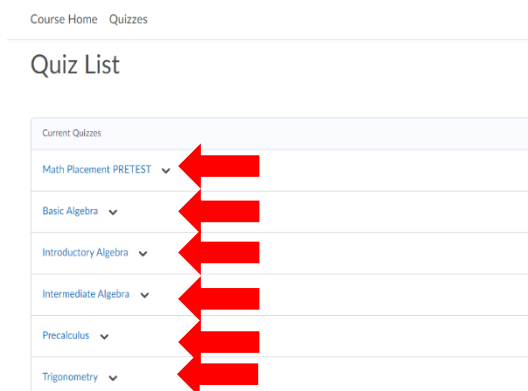 Course Home Quizzes
Quiz List
Current Quizzes
Math Placement PRETEST
Basic Algebra
Introductory Algebra
Intermediate Algebra
Precalculus
Trigonometry